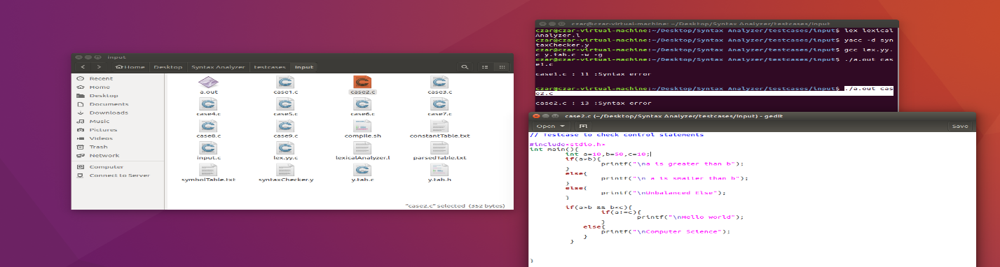 input
Home Desktop Syntax Analyzer testcases Input
Recent
Home
Desktop
Documents
Downloads
Music
Pictures
Videos
Trash
Network
Computer
Connect to Server
a.out case1.c case2.c case3.c
case4.c case5.c case6.c case7.c
case8.c case9.c compile.sh constantTable.txt
input.c lex.yy.c lexicalAnalyzer.l parsedTable.txt
symbolTable.txt syntaxChecker.y y.tab.c y.tab.h
"case2.c" selected (352 bytes)
czar@czar-virtual-machine: ~/Desktop/Syntax Analyzer/testcases/input
czar@czar-virtual-machine:~/Desktop/Syntax Analyzer/testcases/input$ lex lexical
Analyzer.l
czar@czar-virtual-machine:~/Desktop/Syntax Analyzer/testcases/input$ yacc -d syn
taxChecker.y
czar@czar-virtual-machine:~/Desktop/Syntax Analyzer/testcases/input$ gcc lex.yy.
c y.tab.c -w -g
czar@czar-virtual-machine:~/Desktop/Syntax Analyzer/testcases/input$ ./a.out cas
e1.c
case1.c : 11 :Syntax error
czar@czar-virtual-machine:~/Desktop/Syntax Analyzer/testcases/input$ ./a.out cas
e2.c
case2.c : 13 :Syntax error
case2.c (~/Desktop/Syntax Analyzer/testcases/input) - gedit
Open Save
// Testcase to check control statements
#include<stdio.h>
int main(){
int a=10,b=50,c=10;
if(a>b){
printf("\na is greater than b");
}
else{
printf("\n a is smaller than b");
}
else{
printf("\nUnbalanced Else");
}
if(a>b && b<c){
if(a!=c){
printf("\nHello world");
}
else{
printf("\nComputer Science");
}
}
}